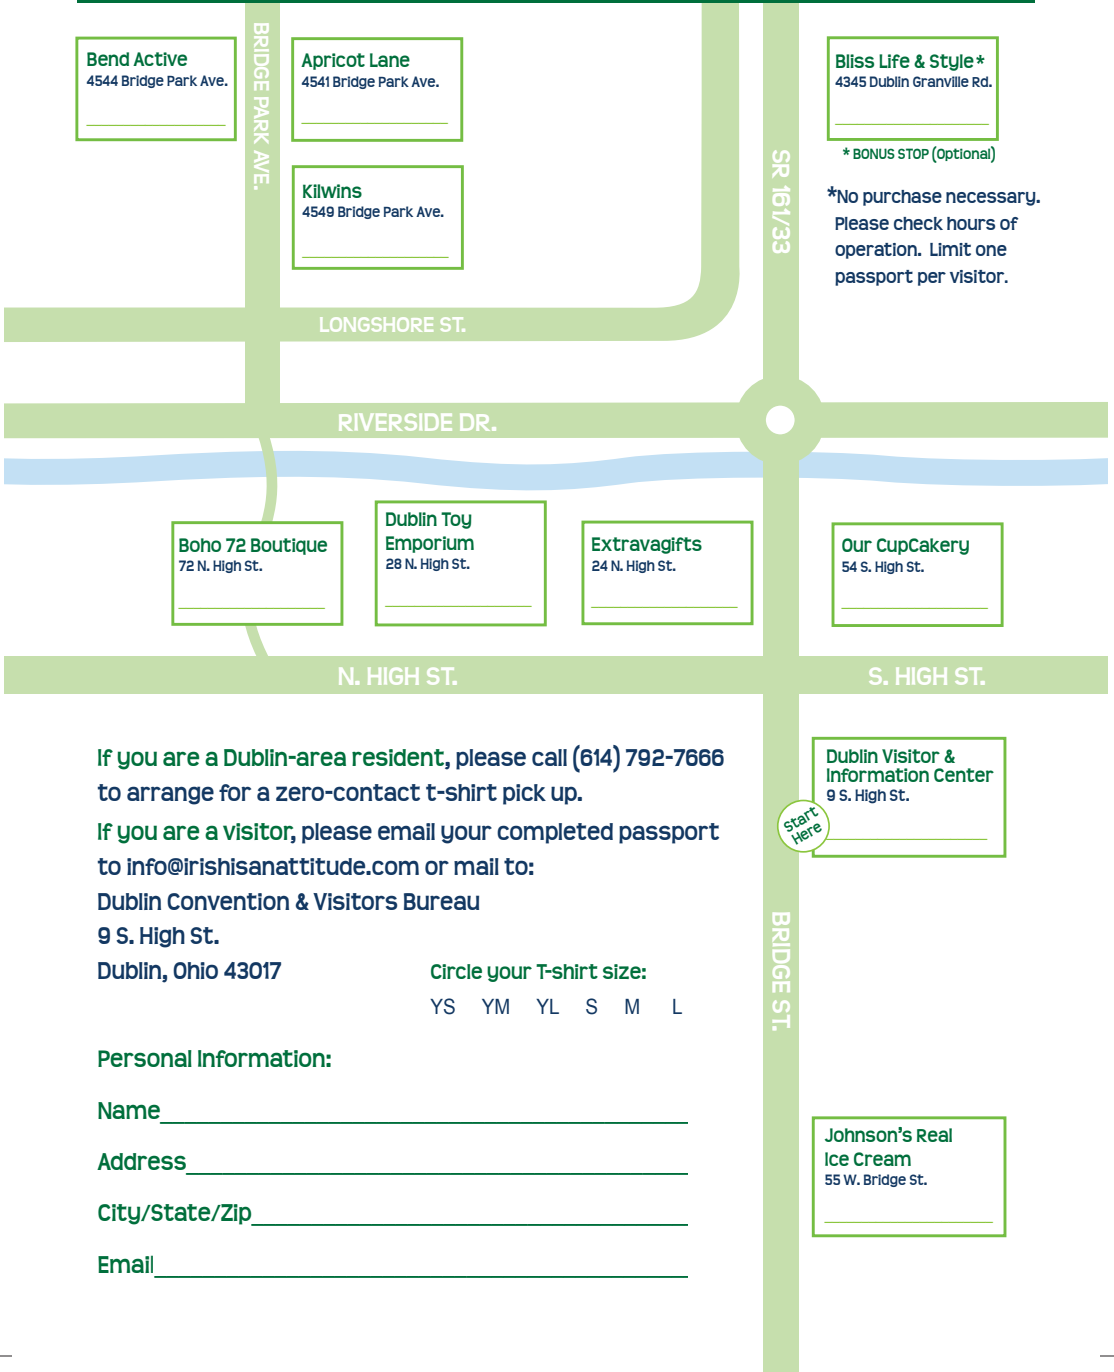 BRIDGE PARK AVE.
Bend Active
4544 Bridge Park Ave.
Apricot Lane
4541 Bridge Park Ave.
Kilwins
4549 Bridge Park Ave.
SR 161/33
Bliss Life & Style*
4345 Dublin Granville Rd.
* BONUS STOP (Optional)
*No purchase necessary.
Please check hours of
operation. Limit one
passport per visitor.
LONGSHORE ST.
RIVERSIDE DR.
Boho 72 Boutique
72 N. High St.
Dublin Toy
Emporium
28 N. High St.
Extravagifts
24 N. High St.
Our CupCakery
54 S. High St.
N. HIGH ST.
S. HIGH ST.
If you are a Dublin-area resident, please call (614) 792-7666
to arrange for a zero-contact t-shirt pick up.
If you are a visitor, please email your completed passport
to info@irishisanattitude.com or mail to:
Dublin Convention & Visitors Bureau
9 S. High St.
Dublin, Ohio 43017
Circle your T-shirt size:
YS YM YL S M L
Personal Information:
Name
Address
City/State/Zip
Email
Dublin Visitor &
Information Center
9 S. High St.
Start
Here
BRIDGE ST.
Johnson's Real
Ice Cream
55 W. Bridge St.